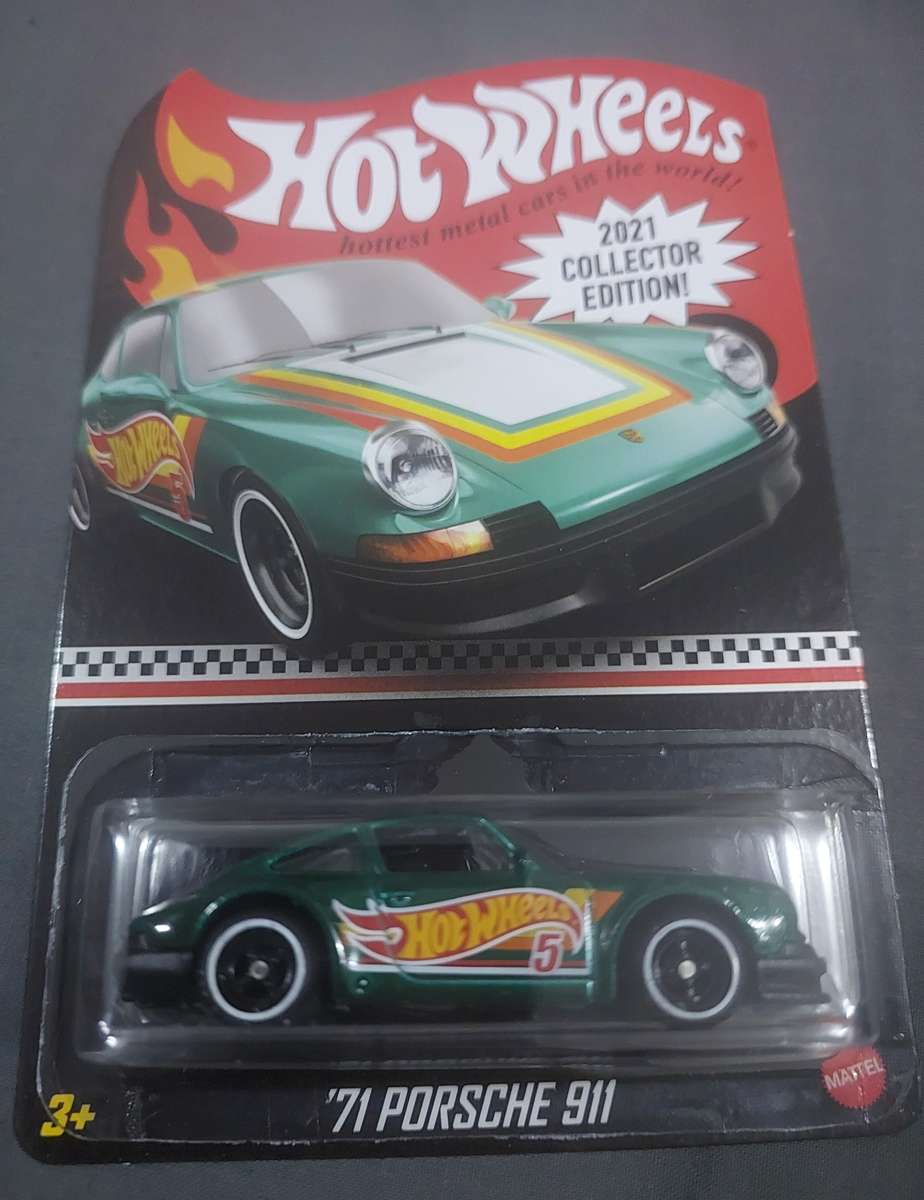 HOT WHEELS®
hottest metal cars in the world!
2021
COLLECTOR
EDITION!
HOT WHEELS
HOT WHEELS
5
'71 PORSCHE 911
3+
MATTEL